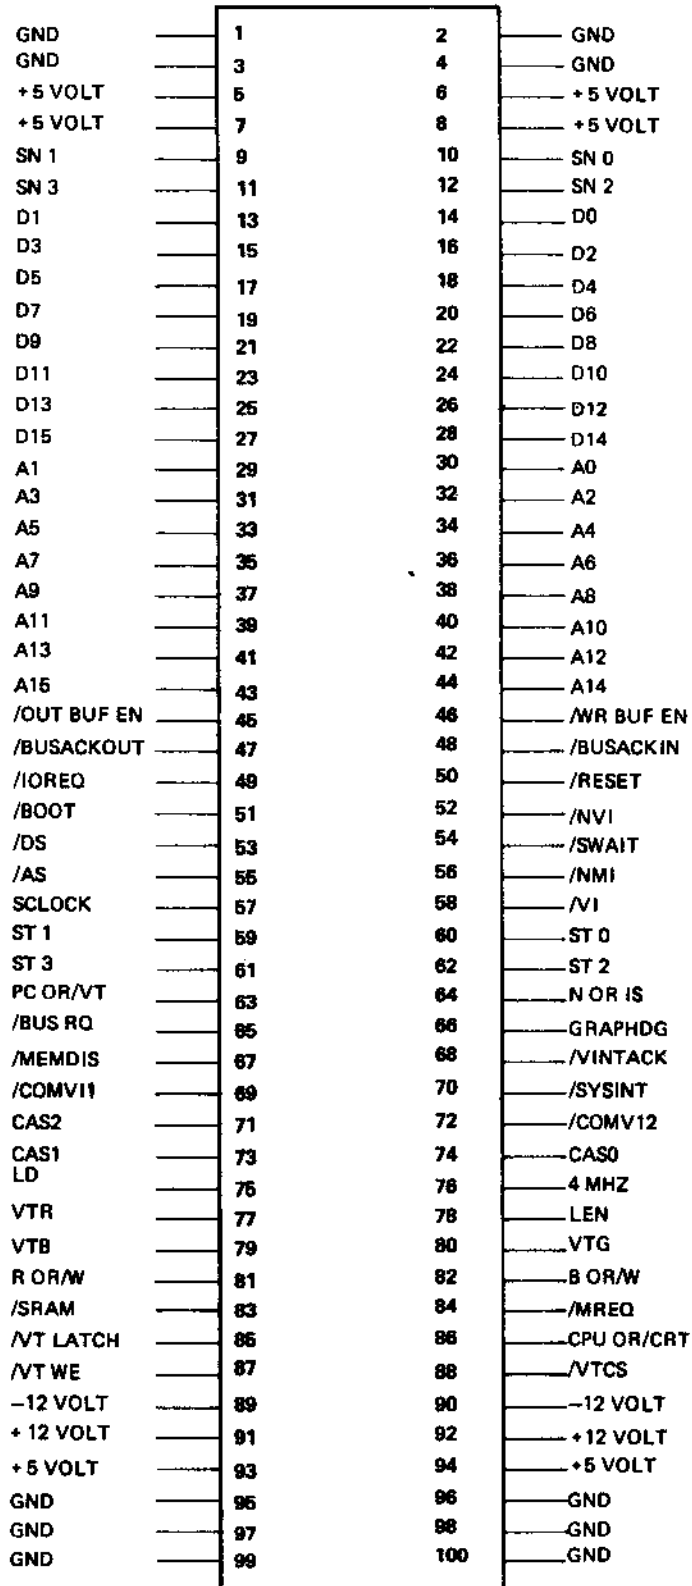 GND 1 2 GND
GND 3 4 GND
+5 VOLT 5 6 +5 VOLT
+5 VOLT 7 8 +5 VOLT
SN 1 9 10 SN 0
SN 3 11 12 SN 2
D1 13 14 D0
D3 15 16 D2
D5 17 18 D4
D7 19 20 D6
D9 21 22 D8
D11 23 24 D10
D13 25 26 D12
D15 27 28 D14
A1 29 30 A0
A3 31 32 A2
A5 33 34 A4
A7 35 36 A6
A9 37 38 A8
A11 39 40 A10
A13 41 42 A12
A15 43 44 A14
/OUT BUF EN 45 46 /WR BUF EN
/BUSACKOUT 47 48 /BUSACKIN
/IOREQ 49 50 /RESET
/BOOT 51 52 /NVI
/DS 53 54 /SWAIT
/AS 55 56 /NMI
SCLOCK 57 58 /VI
ST 1 59 60 ST 0
ST 3 61 62 ST 2
PC OR/VT 63 64 N OR IS
/BUS RQ 65 66 GRAPHDG
/MEMDIS 67 68 /VINTACK
/COMVI1 69 70 /SYSINT
CAS2 71 72 /COMV12
CAS1 73 74 CAS0
LD 75 76 4 MHZ
VTR 77 78 LEN
VTB 79 80 VTG
R OR/W 81 82 B OR/W
/SRAM 83 84 /MREQ
/VT LATCH 85 86 CPU OR/CRT
/VT WE 87 88 /VTCS
−12 VOLT 89 90 −12 VOLT
+ 12 VOLT 91 92 +12 VOLT
+5 VOLT 93 94 +5 VOLT
GND 95 96 GND
GND 97 98 GND
GND 99 100 GND